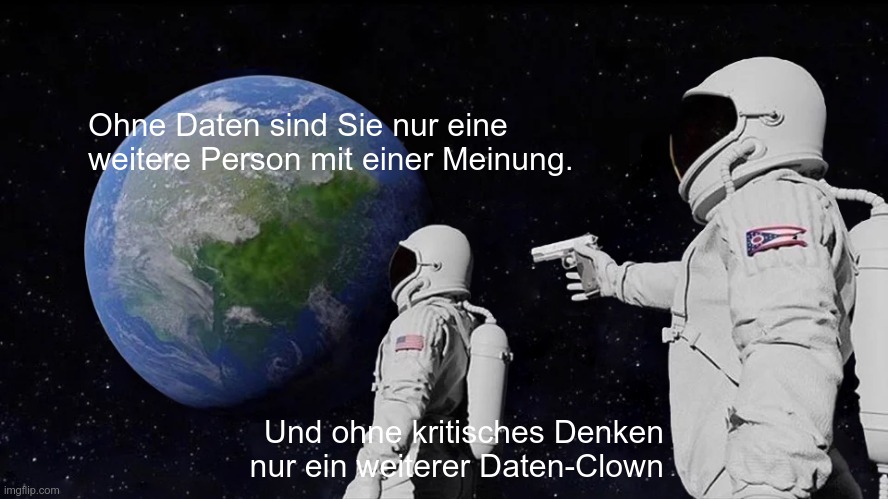 Ohne Daten sind Sie nur eine
weitere Person mit einer Meinung.
Und ohne kritisches Denken
nur ein weiterer Daten-Clown
imgflip.com